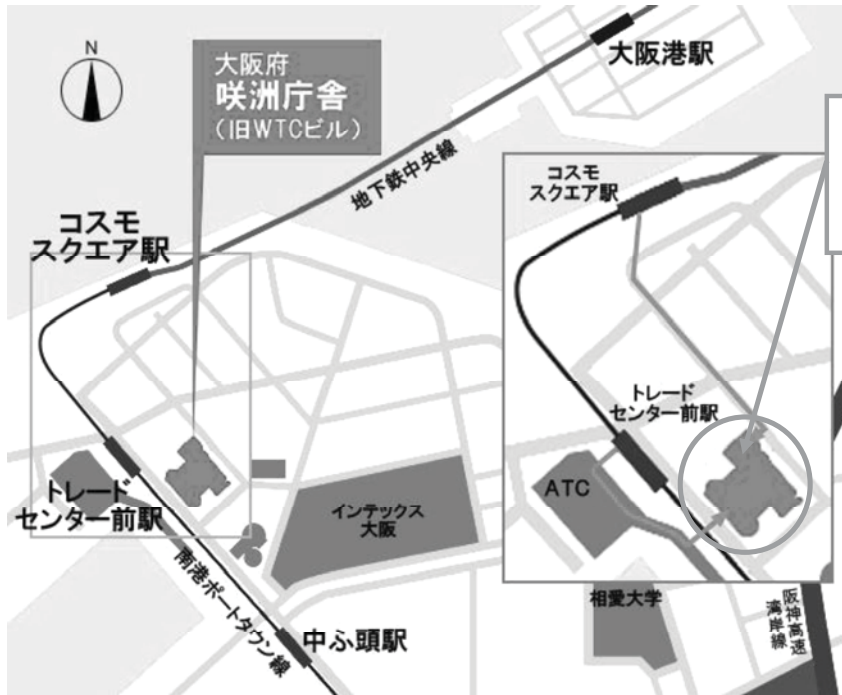 N
大阪府
咲洲庁舎
（旧WTCビル）
大阪港駅
地下鉄中央線
コスモ
スクエア駅
トレード
センター前駅
インテックス
大阪
南港ポートタウン線
中ふ頭駅
コスモ
スクエア駅
トレード
センター前駅
ATC
相愛大学
阪神高速
湾岸線